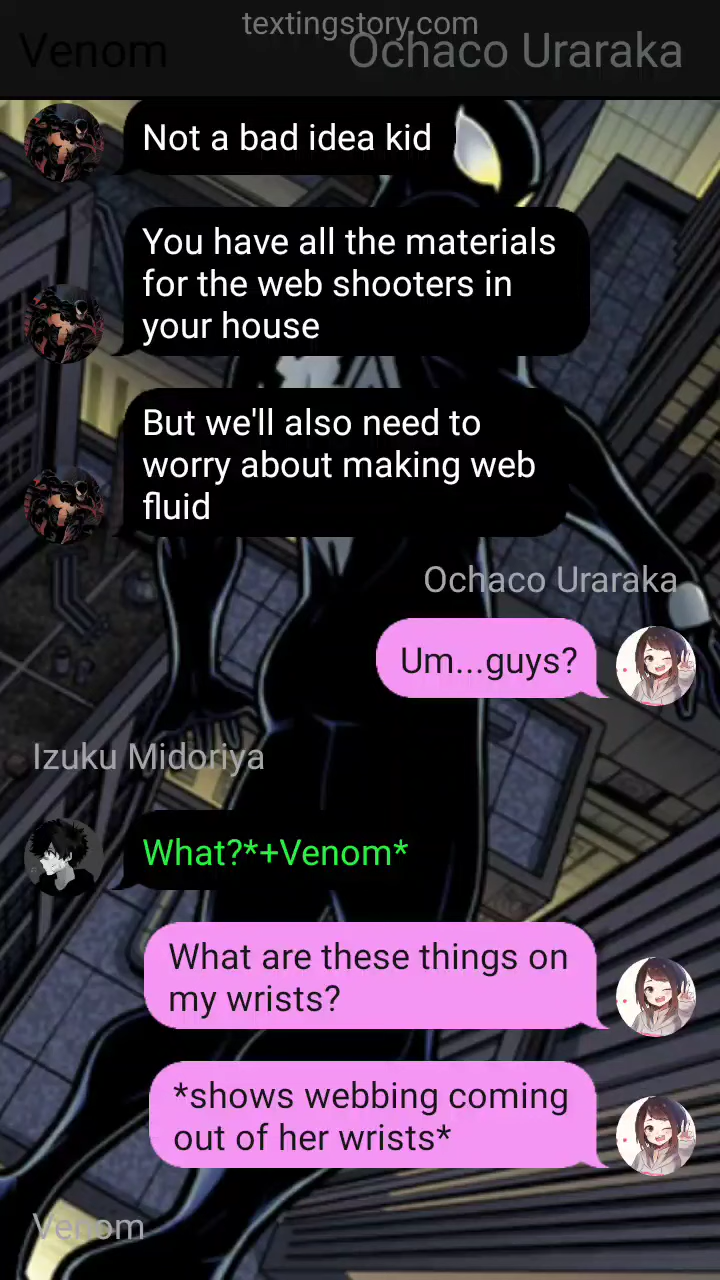 textingstory.com
Venom
Ochaco Uraraka
Not a bad idea kid
You have all the materials
for the web shooters in
your house
But we'll also need to
worry about making web
fluid
Ochaco Uraraka
Um...guys?
Izuku Midoriya
What?*+Venom*
What are these things on
my wrists?
*shows webbing coming
out of her wrists*
Venom